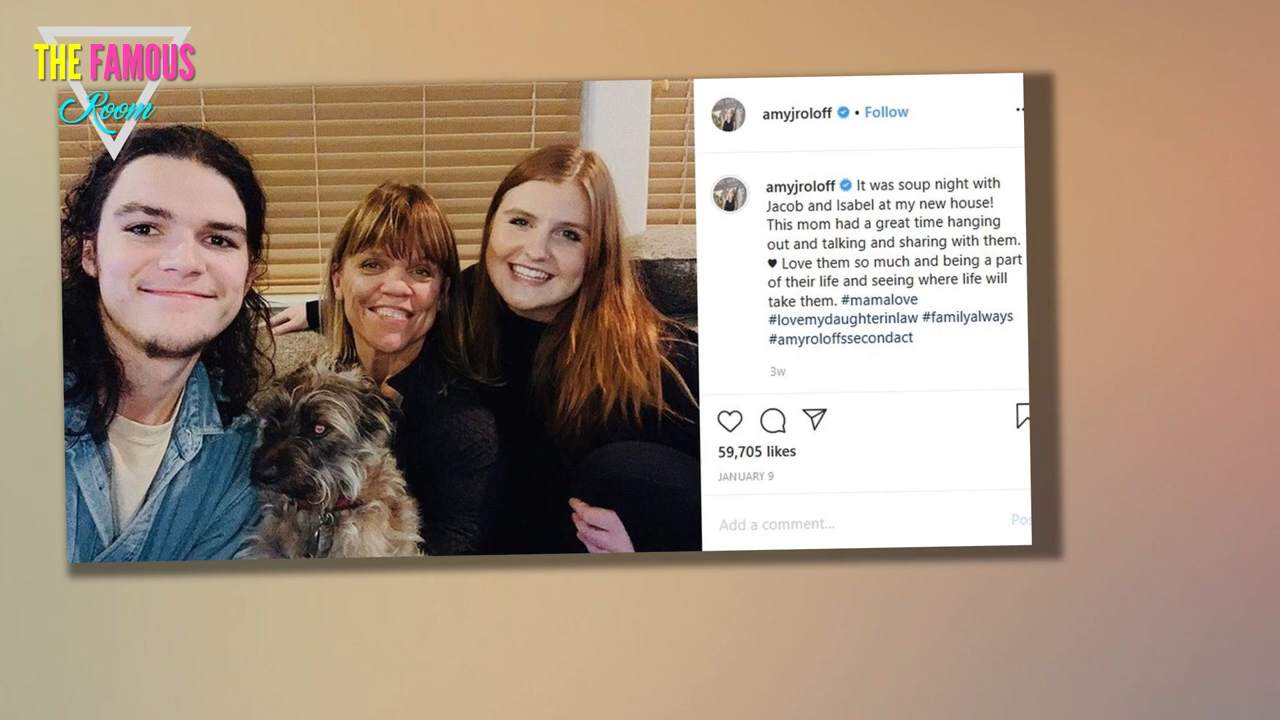 THE FAMOUS
Room
amyjroloff • Follow
amyjroloff It was soup night with
Jacob and Isabel at my new house!
This mom had a great time hanging
out and talking and sharing with them.
♥ Love them so much and being a part
of their life and seeing where life will
take them. #mamalove
#lovemydaughterinlaw #familyalways
#amyroloffssecondact
3w
59,705 likes
JANUARY 9
Add a comment...
Pos